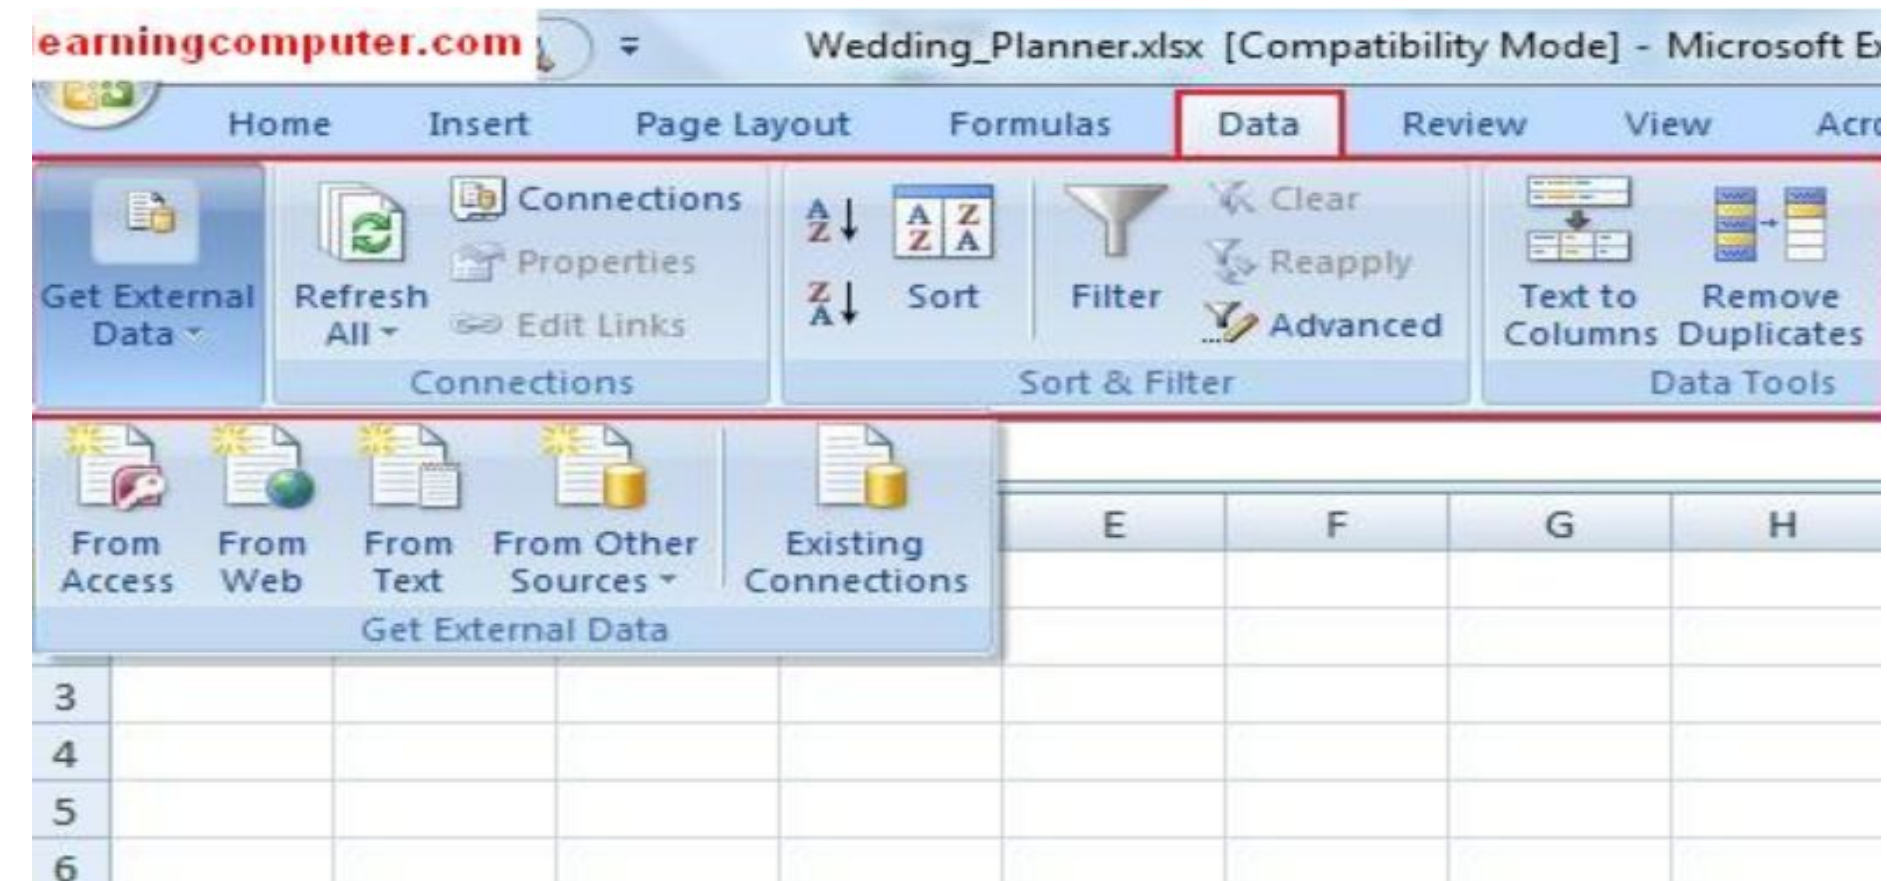 earningcomputer.com
Wedding_Planner.xlsx [Compatibility Mode] - Microsoft Ex
Home Insert Page Layout Formulas Data Review View Acro
Get External Data
Refresh All
Connections
Properties
Edit Links
Connections
A Z
Z A
A Z Z A
Sort
Filter
Clear
Reapply
Advanced
Sort & Filter
Text to Columns
Remove Duplicates
Data Tools
From Access
From Web
From Text
From Other Sources
Existing Connections
Get External Data
E F G H
3
4
5
6